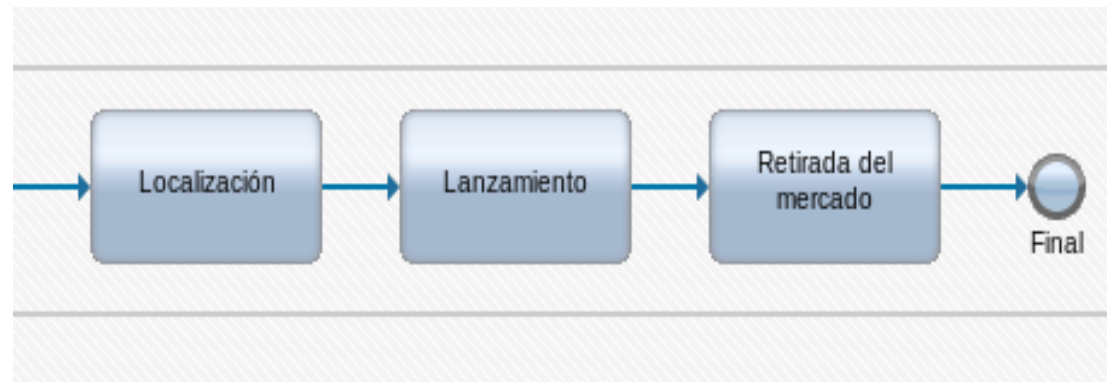 Localización
Lanzamiento
Retirada del
mercado
Final